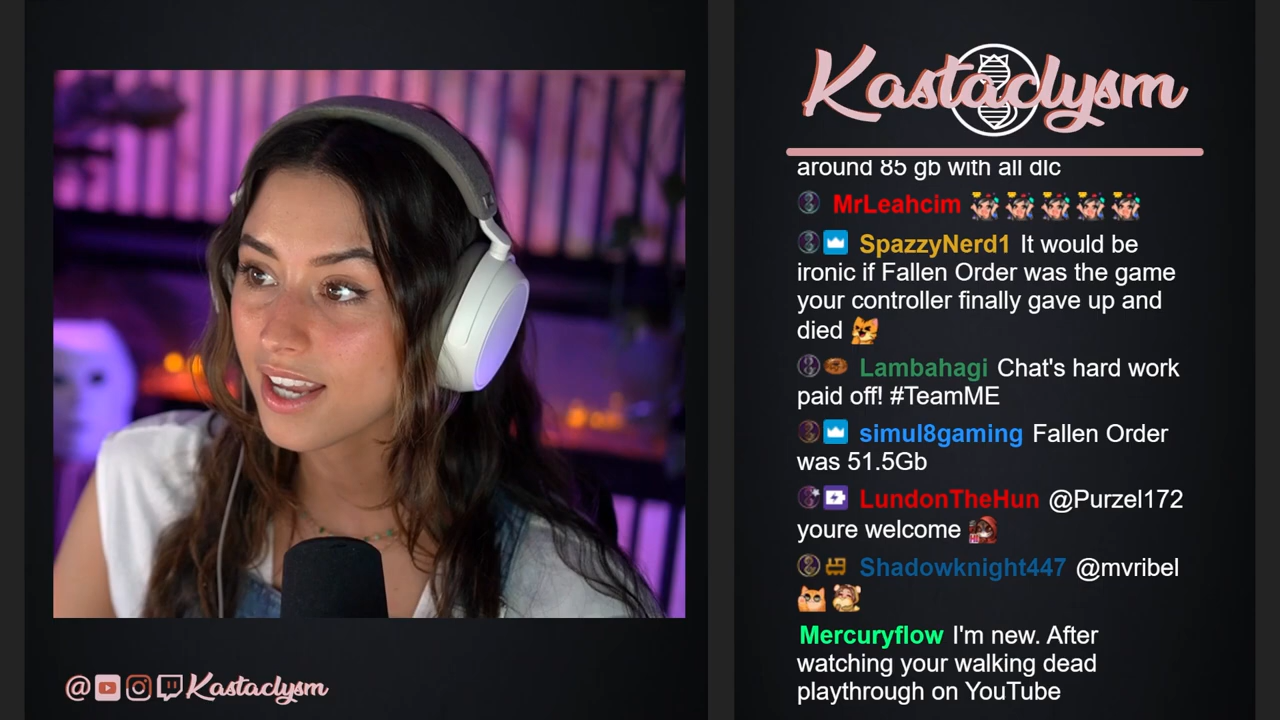 Kastaclysm
around 85 gb with all dlc
MrLeahcim
SpazzyNerd1 It would be
ironic if Fallen Order was the game
your controller finally gave up and
died
Lambahagi Chat's hard work
paid off! #TeamME
simul8gaming Fallen Order
was 51.5Gb
LundonTheHun @Purzel172
youre welcome
Shadowknight447 @mvribel
Mercuryflow I'm new. After
watching your walking dead
playthrough on YouTube
@ Kastaclysm